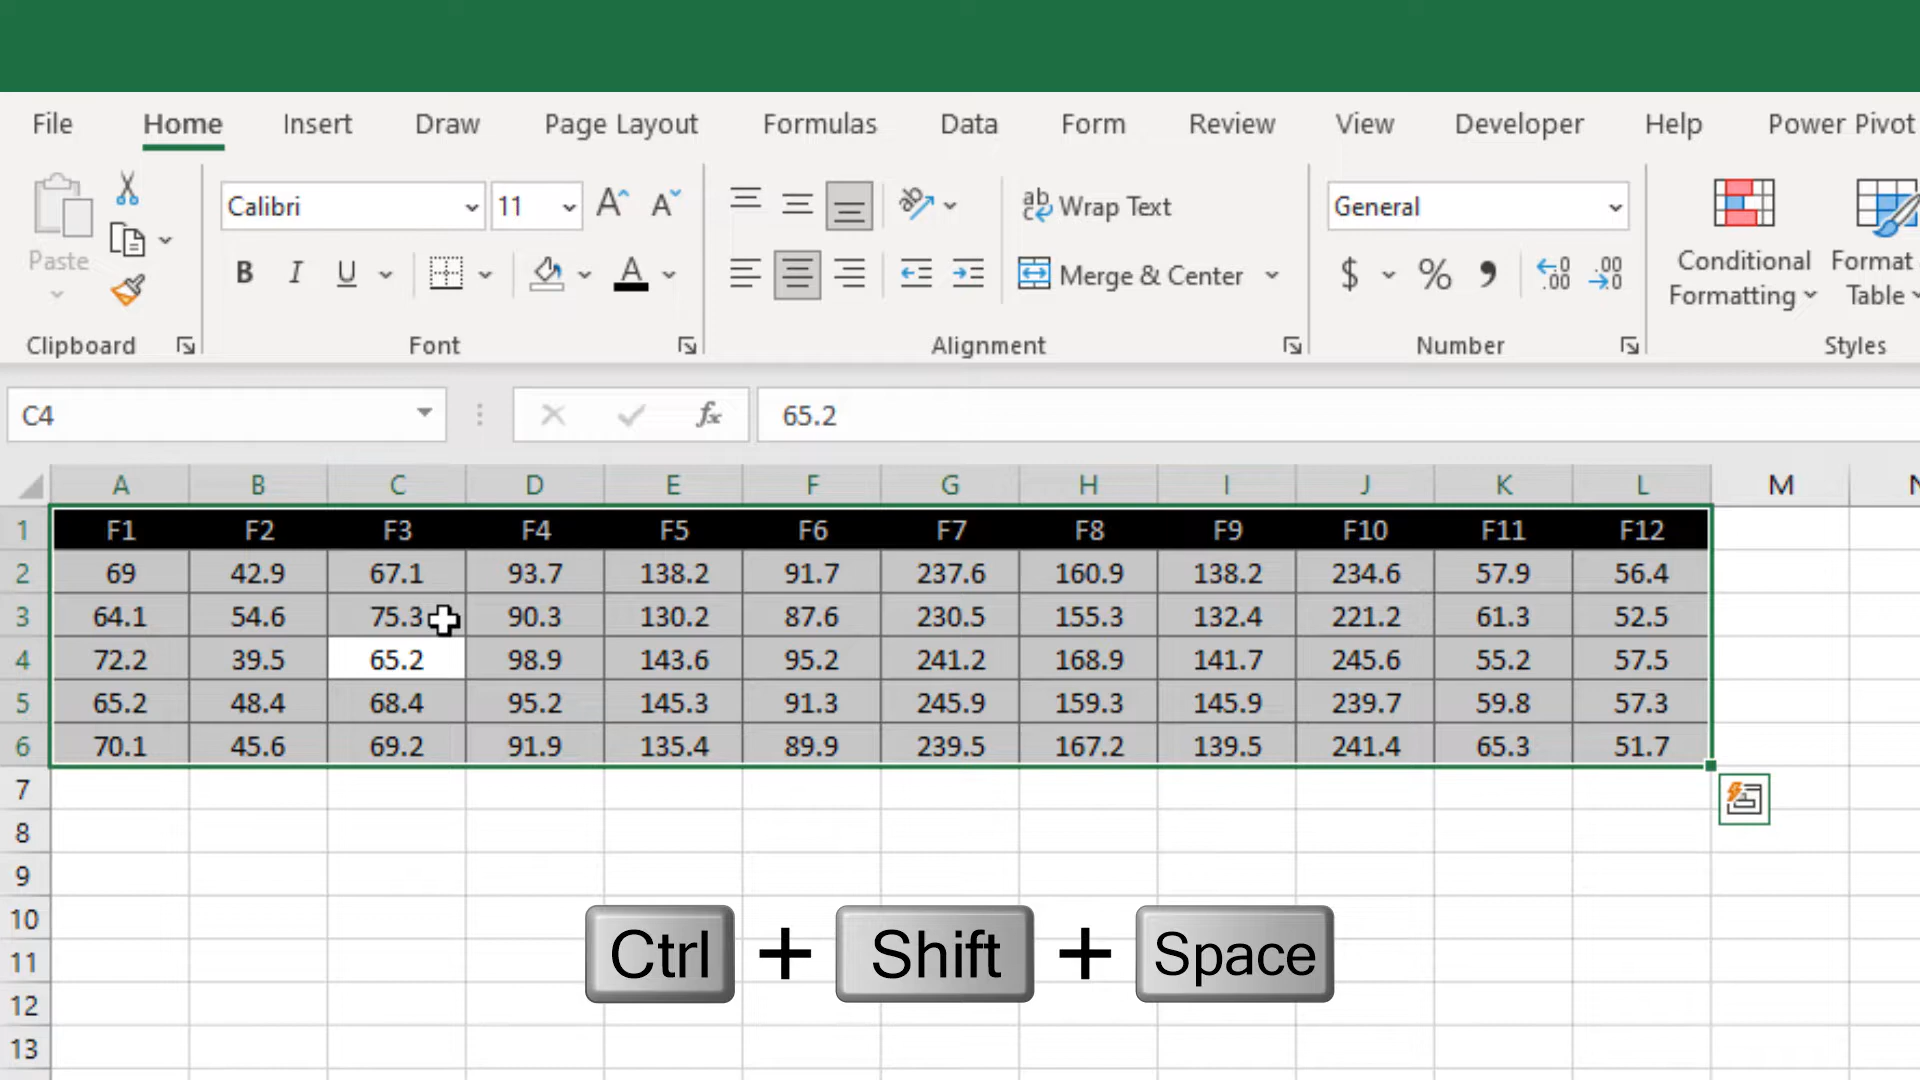 File Home Insert Draw Page Layout Formulas Data Form Review View Developer Help Power Pivot
Calibri 11 Wrap Text General
Paste B I U A Merge & Center $ % Conditional Formatting Format Table
Clipboard Font Alignment Number Styles
C4 fx 65.2
A B C D E F G H I J K L M N
1 F1 F2 F3 F4 F5 F6 F7 F8 F9 F10 F11 F12
2 69 42.9 67.1 93.7 138.2 91.7 237.6 160.9 138.2 234.6 57.9 56.4
3 64.1 54.6 75.3 90.3 130.2 87.6 230.5 155.3 132.4 221.2 61.3 52.5
4 72.2 39.5 65.2 98.9 143.6 95.2 241.2 168.9 141.7 245.6 55.2 57.5
5 65.2 48.4 68.4 95.2 145.3 91.3 245.9 159.3 145.9 239.7 59.8 57.3
6 70.1 45.6 69.2 91.9 135.4 89.9 239.5 167.2 139.5 241.4 65.3 51.7
7
8
9
10
11
12
13
Ctrl + Shift + Space